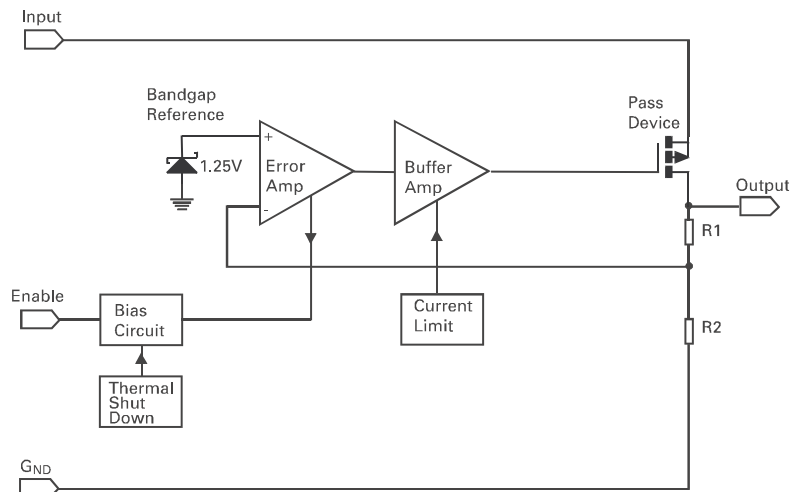 Input
Bandgap
Reference
1.25V
+
-
Error
Amp
Buffer
Amp
Pass
Device
Output
R1
Enable
Bias
Circuit
Current
Limit
R2
Thermal
Shut
Down
GND